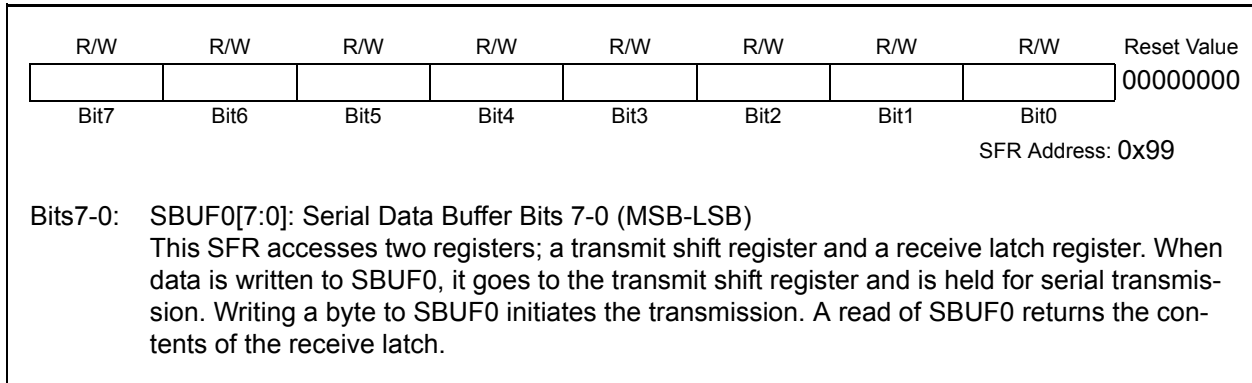 R/W R/W R/W R/W R/W R/W R/W R/W Reset Value
00000000
Bit7 Bit6 Bit5 Bit4 Bit3 Bit2 Bit1 Bit0
SFR Address: 0x99
Bits7-0: SBUF0[7:0]: Serial Data Buffer Bits 7-0 (MSB-LSB)
This SFR accesses two registers; a transmit shift register and a receive latch register. When
data is written to SBUF0, it goes to the transmit shift register and is held for serial transmis-
sion. Writing a byte to SBUF0 initiates the transmission. A read of SBUF0 returns the con-
tents of the receive latch.